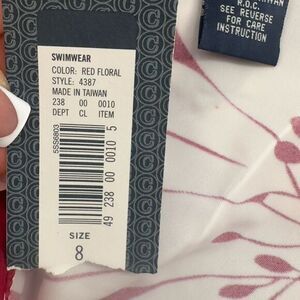 R.O.C.
SEE REVERSE
FOR CARE
INSTRUCTION
SWIMWEAR
COLOR: RED FLORAL
STYLE: 4387
MADE IN TAIWAN
238 00 0010
DEPT CL ITEM
5SS6803
49 238 00 0010 5
SIZE
8